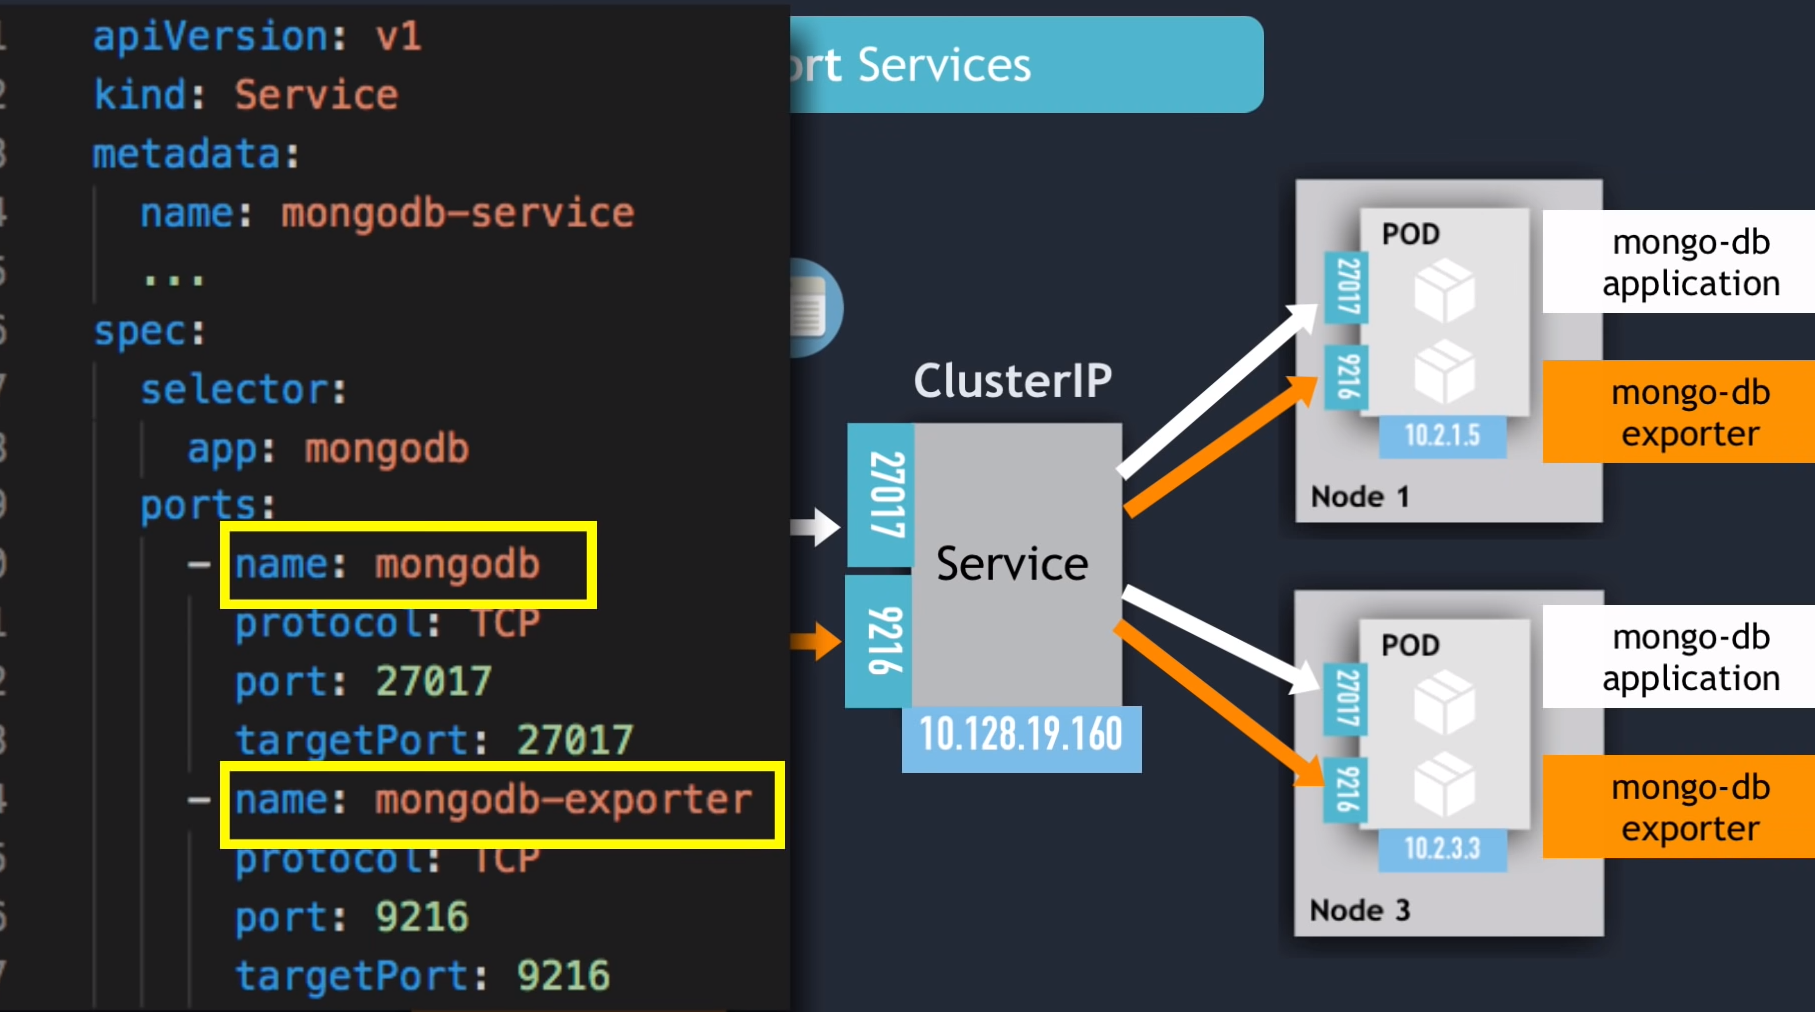 apiVersion: v1
kind: Service
metadata:
name: mongodb-service
...
spec:
selector:
app: mongodb
ports:
- name: mongodb
protocol: TCP
port: 27017
targetPort: 27017
- name: mongodb-exporter
protocol: TCP
port: 9216
targetPort: 9216
ort Services
ClusterIP
27017
9216
Service
10.128.19.160
POD
27017
9216
10.2.1.5
Node 1
mongo-db
application
mongo-db
exporter
POD
27017
9216
10.2.3.3
Node 3
mongo-db
application
mongo-db
exporter